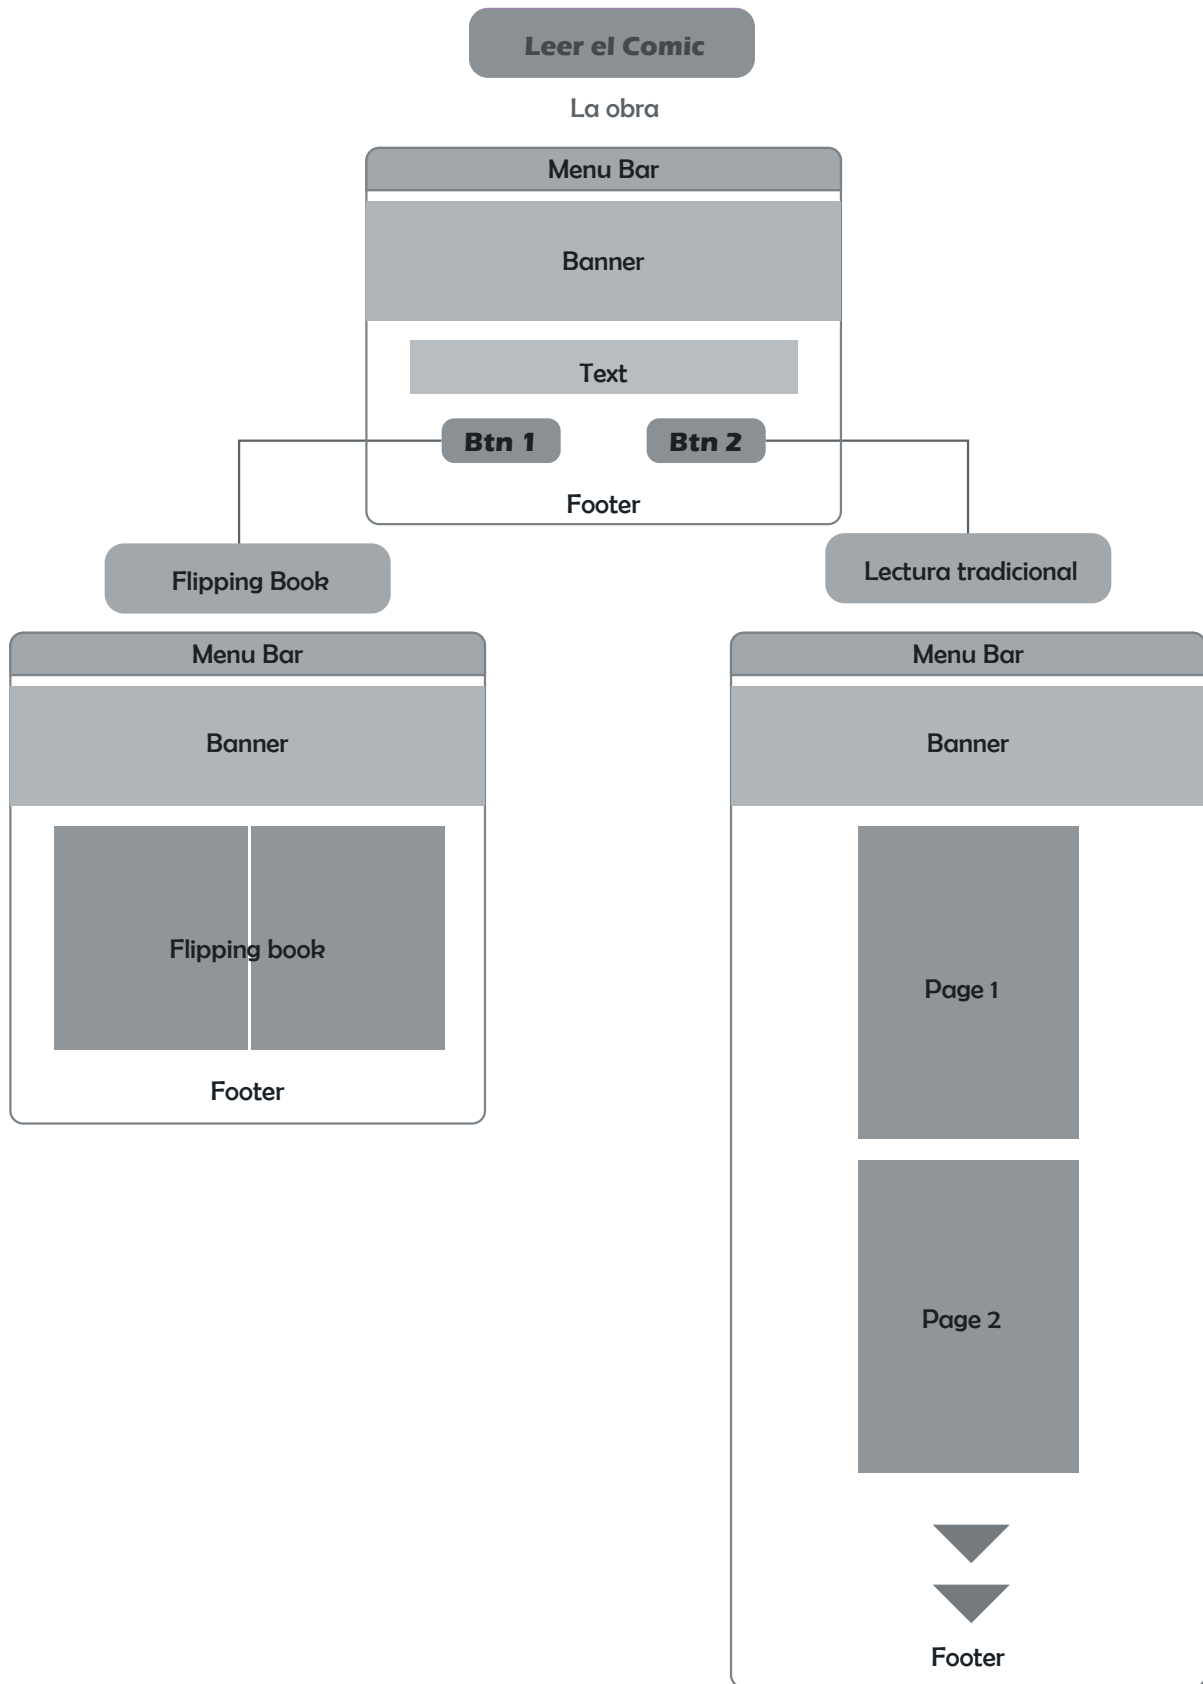 Leer el Comic
La obra
Menu Bar
Banner
Text
Btn 1
Btn 2
Footer
Flipping Book
Menu Bar
Banner
Flipping book
Footer
Lectura tradicional
Menu Bar
Banner
Page 1
Page 2
Footer